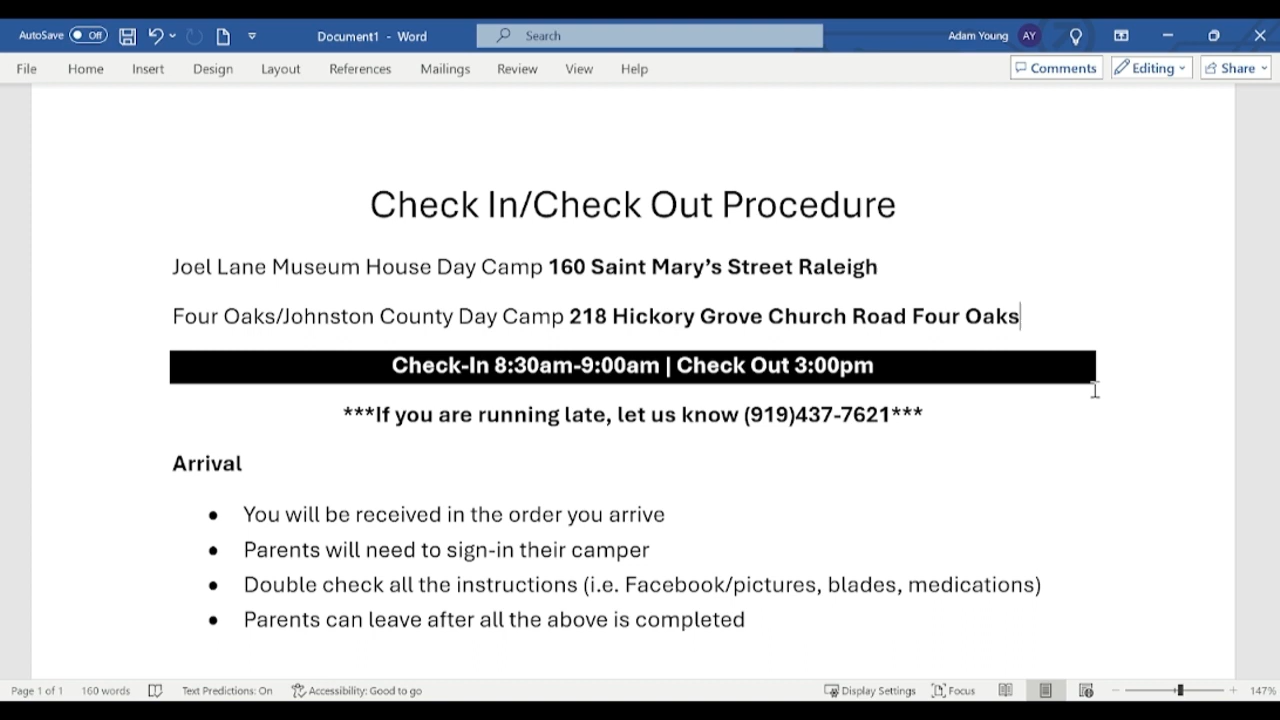 AutoSave Off Document1 - Word Search Adam Young AY
File Home Insert Design Layout References Mailings Review View Help Comments Editing Share
Check In/Check Out Procedure
Joel Lane Museum House Day Camp 160 Saint Mary’s Street Raleigh
Four Oaks/Johnston County Day Camp 218 Hickory Grove Church Road Four Oaks
Check-In 8:30am-9:00am | Check Out 3:00pm
***If you are running late, let us know (919)437-7621***
Arrival
● You will be received in the order you arrive
● Parents will need to sign-in their camper
● Double check all the instructions (i.e. Facebook/pictures, blades, medications)
● Parents can leave after all the above is completed
Page 1 of 1 160 words Text Predictions: On Accessibility: Good to go Display Settings Focus 147%